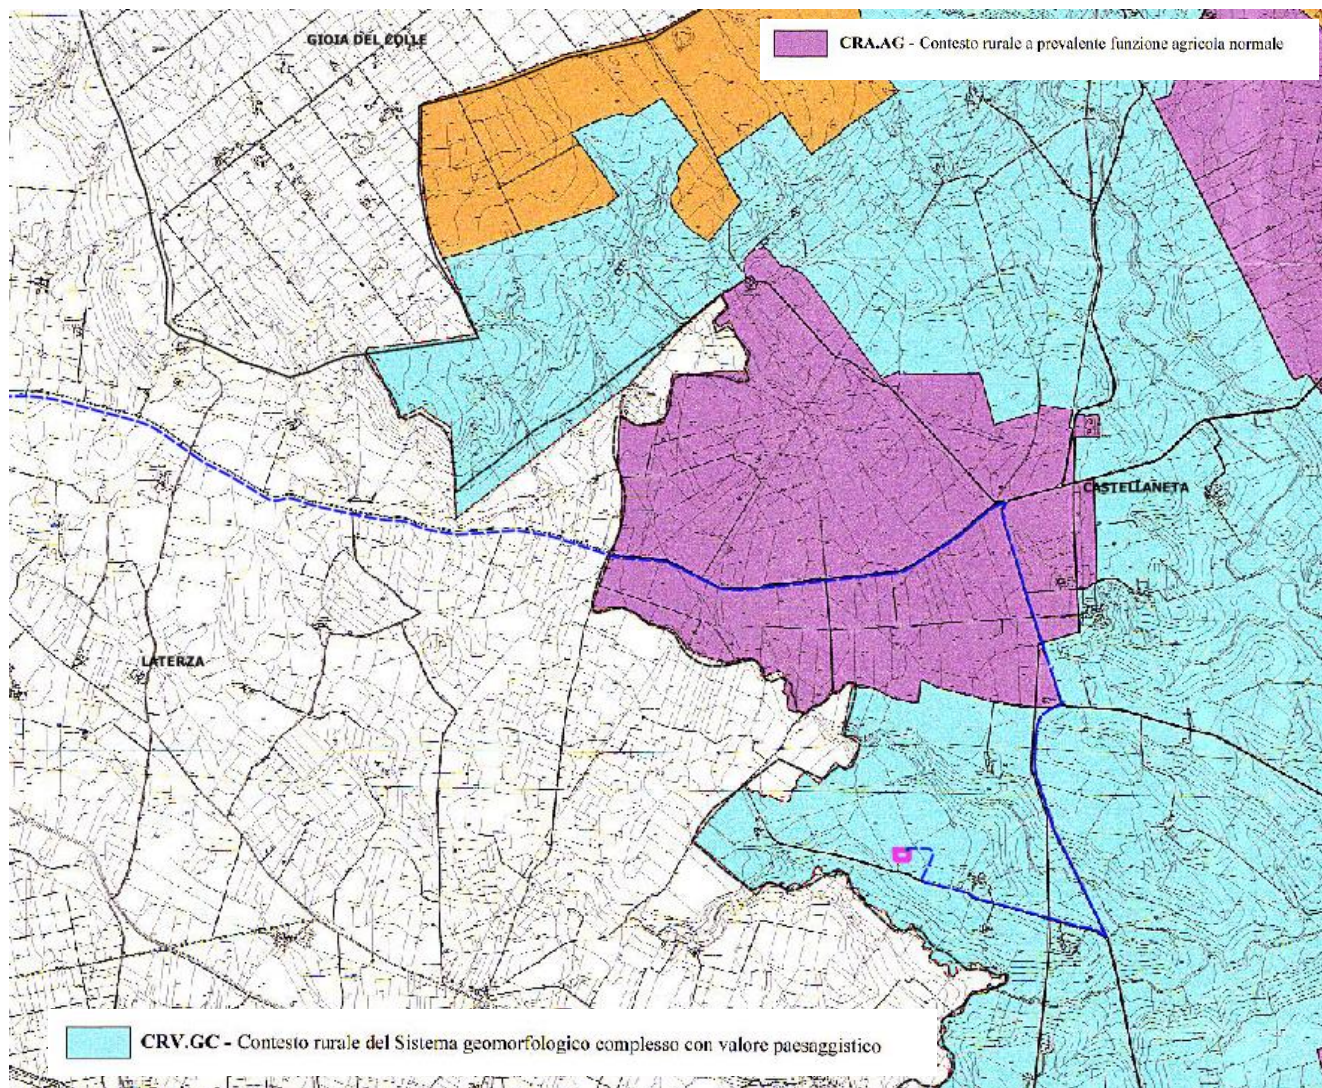 GIOIA DEL COLLE
CRA.AG - Contesto rurale a prevalente funzione agricola normale
CASTELLANETA
LATERZA
CRV.GC - Contesto rurale del Sistema geomorfologico complesso con valore paesaggistico